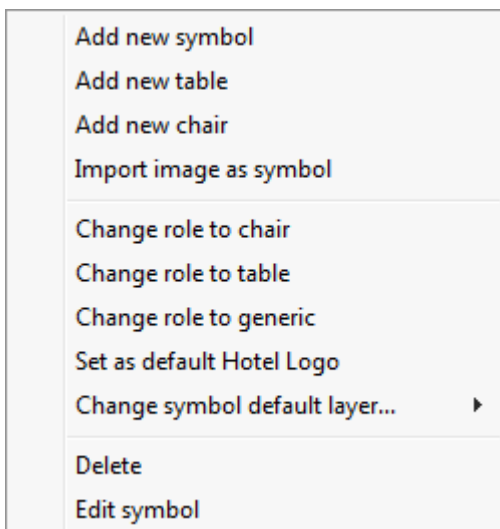 Add new symbol
Add new table
Add new chair
Import image as symbol
Change role to chair
Change role to table
Change role to generic
Set as default Hotel Logo
Change symbol default layer...
Delete
Edit symbol